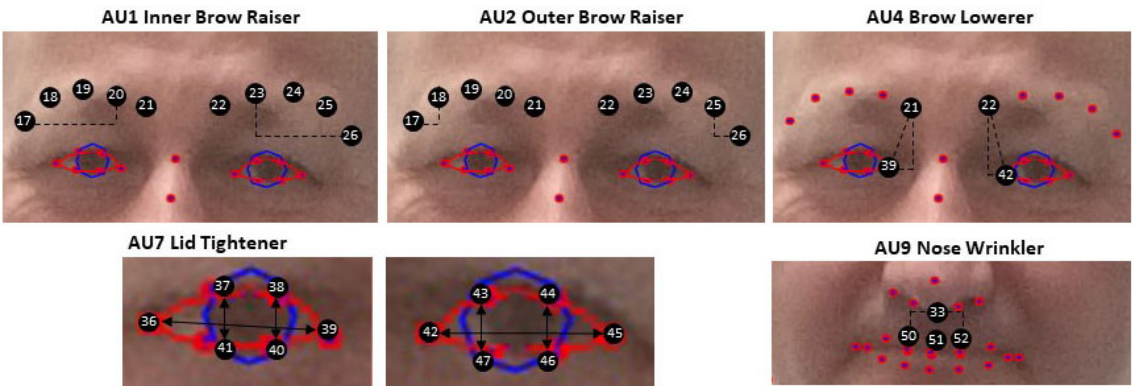 AU1 Inner Brow Raiser
17 18 19 20 21 22 23 24 25 26
AU2 Outer Brow Raiser
17 18 19 20 21 22 23 24 25 26
AU4 Brow Lowerer
21 22
39 42
AU7 Lid Tightener
37 38
36 39
41 40
43 44
42 45
47 46
AU9 Nose Wrinkler
33
50 51 52